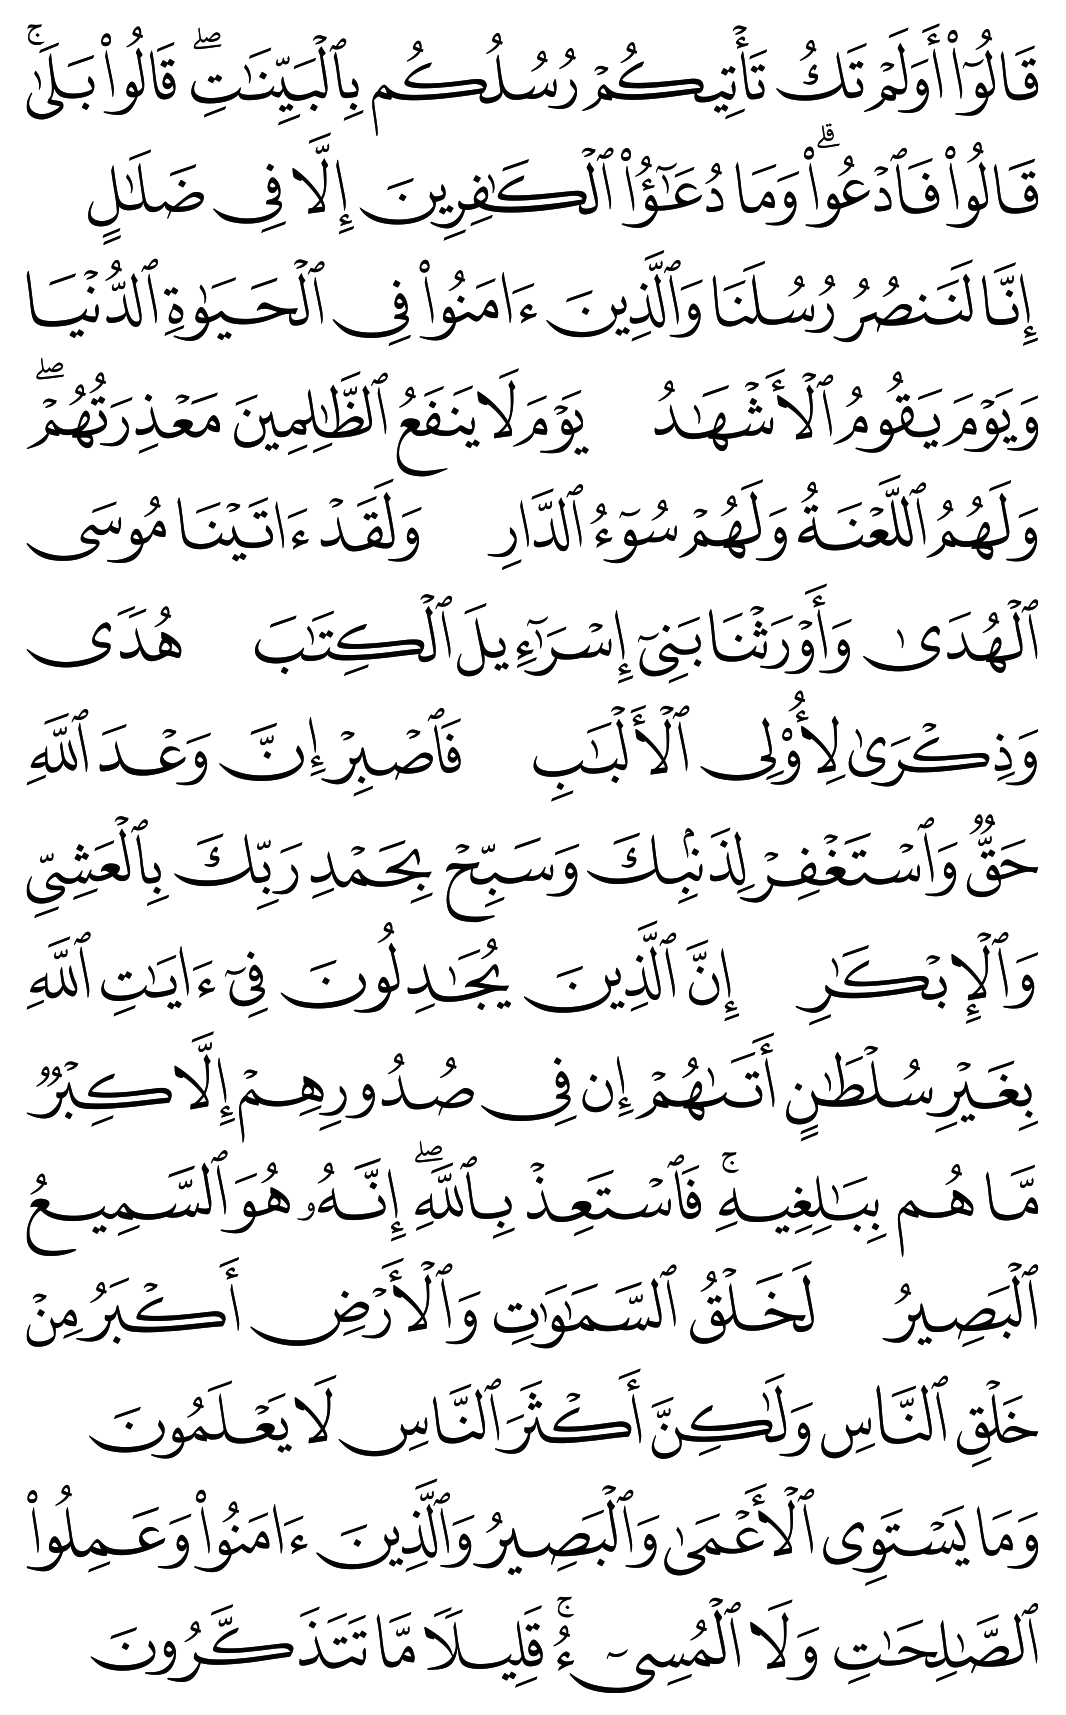 قَالُوٓا۟ أَوَلَمْ تَكُ تَأْتِيكُمْ رُسُلُكُم بِٱلْبَيِّنَـٰتِ ۖ قَالُوا۟ بَلَىٰ ۚ
قَالُوا۟ فَٱدْعُوا۟ ۗ وَمَا دُعَـٰٓؤُا۟ ٱلْكَـٰفِرِينَ إِلَّا فِى ضَلَـٰلٍ
إِنَّا لَنَنصُرُ رُسُلَنَا وَٱلَّذِينَ ءَامَنُوا۟ فِى ٱلْحَيَوٰةِ ٱلدُّنْيَا
وَيَوْمَ يَقُومُ ٱلْأَشْهَـٰدُ يَوْمَ لَا يَنفَعُ ٱلظَّـٰلِمِينَ مَعْذِرَتُهُمْ ۖ
وَلَهُمُ ٱللَّعْنَةُ وَلَهُمْ سُوٓءُ ٱلدَّارِ وَلَقَدْ ءَاتَيْنَا مُوسَى
ٱلْهُدَىٰ وَأَوْرَثْنَا بَنِىٓ إِسْرَٰٓءِيلَ ٱلْكِتَـٰبَ هُدًى
وَذِكْرَىٰ لِأُو۟لِى ٱلْأَلْبَـٰبِ فَٱصْبِرْ إِنَّ وَعْدَ ٱللَّهِ
حَقٌّ وَٱسْتَغْفِرْ لِذَنۢبِكَ وَسَبِّحْ بِحَمْدِ رَبِّكَ بِٱلْعَشِىِّ
وَٱلْإِبْكَـٰرِ إِنَّ ٱلَّذِينَ يُجَـٰدِلُونَ فِىٓ ءَايَـٰتِ ٱللَّهِ
بِغَيْرِ سُلْطَـٰنٍ أَتَىٰهُمْ إِن فِى صُدُورِهِمْ إِلَّا كِبْرٌ
مَّا هُم بِبَـٰلِغِيهِ ۚ فَٱسْتَعِذْ بِٱللَّهِ ۖ إِنَّهُۥ هُوَ ٱلسَّمِيعُ
ٱلْبَصِيرُ لَخَلْقُ ٱلسَّمَـٰوَٰتِ وَٱلْأَرْضِ أَكْبَرُ مِنْ
خَلْقِ ٱلنَّاسِ وَلَـٰكِنَّ أَكْثَرَ ٱلنَّاسِ لَا يَعْلَمُونَ
وَمَا يَسْتَوِى ٱلْأَعْمَىٰ وَٱلْبَصِيرُ وَٱلَّذِينَ ءَامَنُوا۟ وَعَمِلُوا۟
ٱلصَّـٰلِحَـٰتِ وَلَا ٱلْمُسِىٓءُ ۚ قَلِيلًا مَّا تَتَذَكَّرُونَ